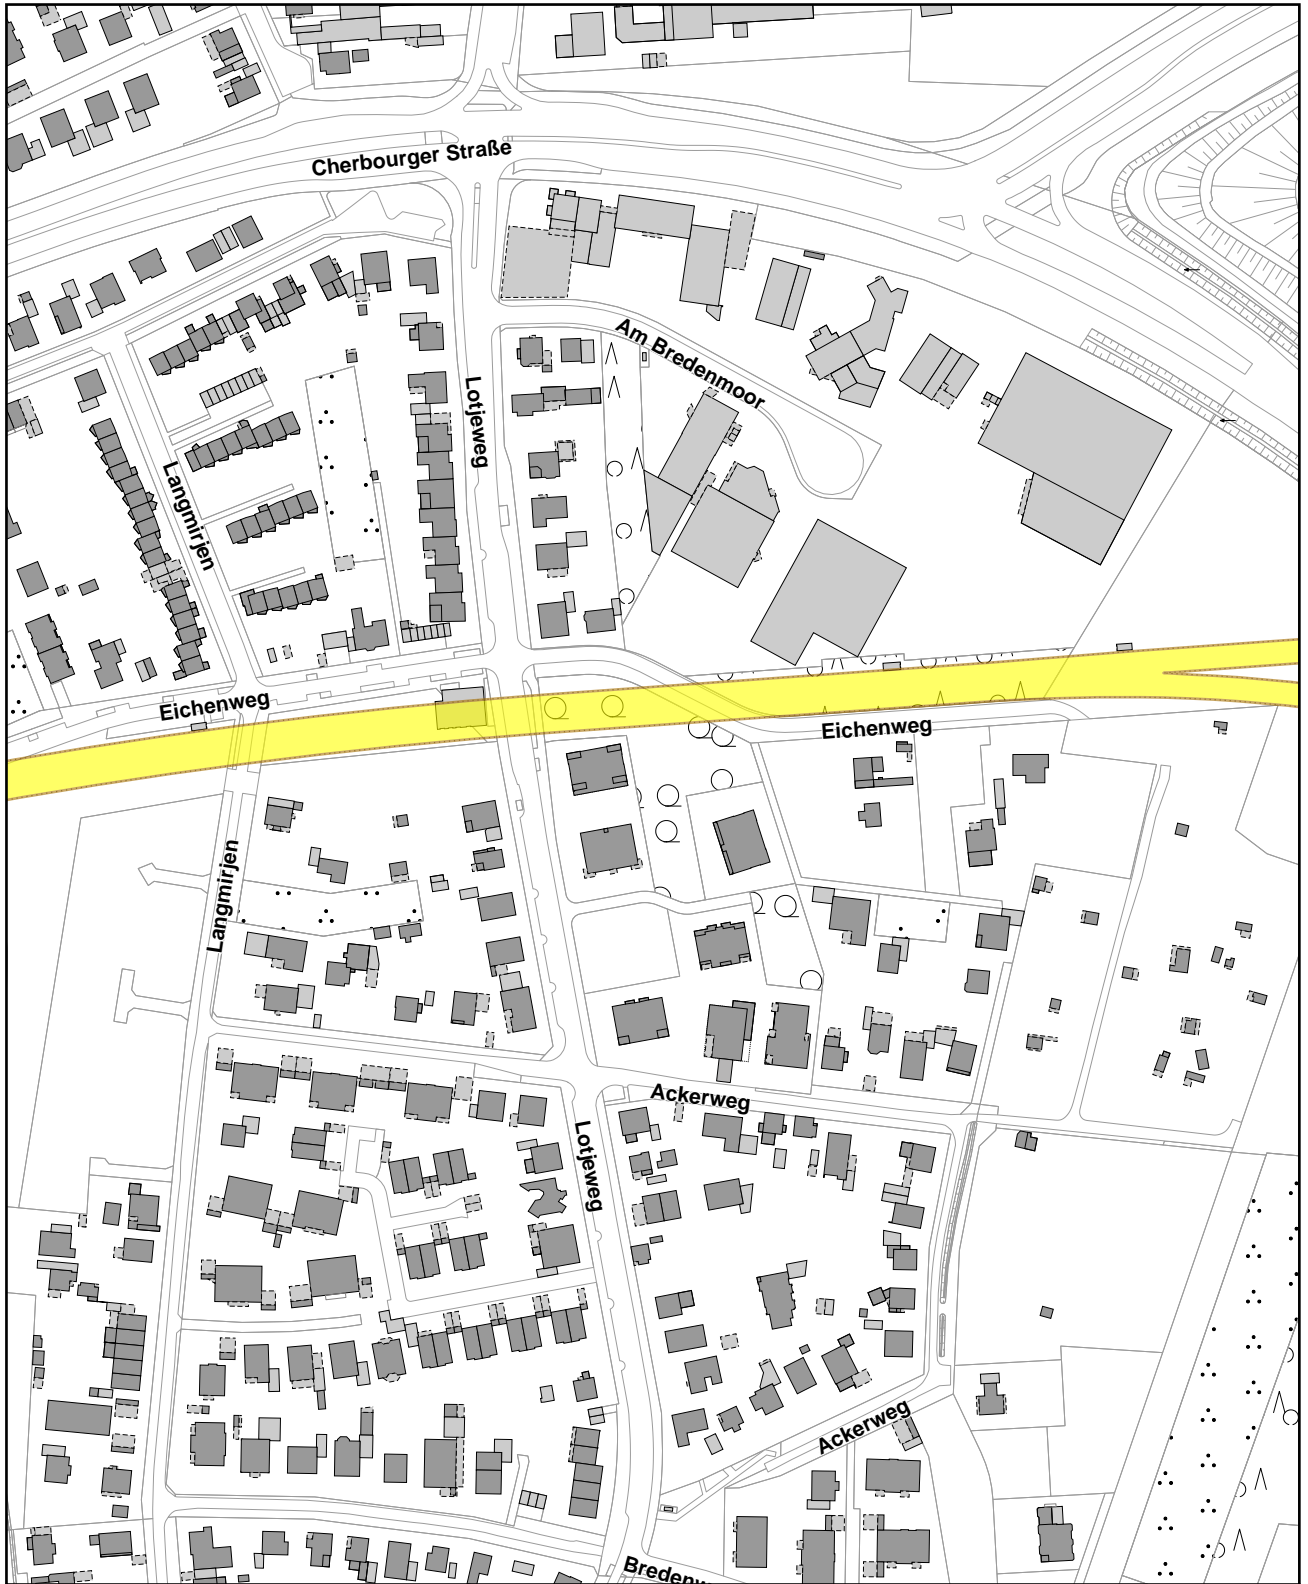 Cherbourger Straße
Am Bredenmoor
Lotjeweg
Langmirjen
Eichenweg
Eichenweg
Langmirjen
Ackerweg
Lotjeweg
Ackerweg